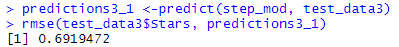 > predictions3_1 <-predict(step_mod, test_data3)
> rmse(test_data3$Stars, predictions3_1)
[1] 0.6919472